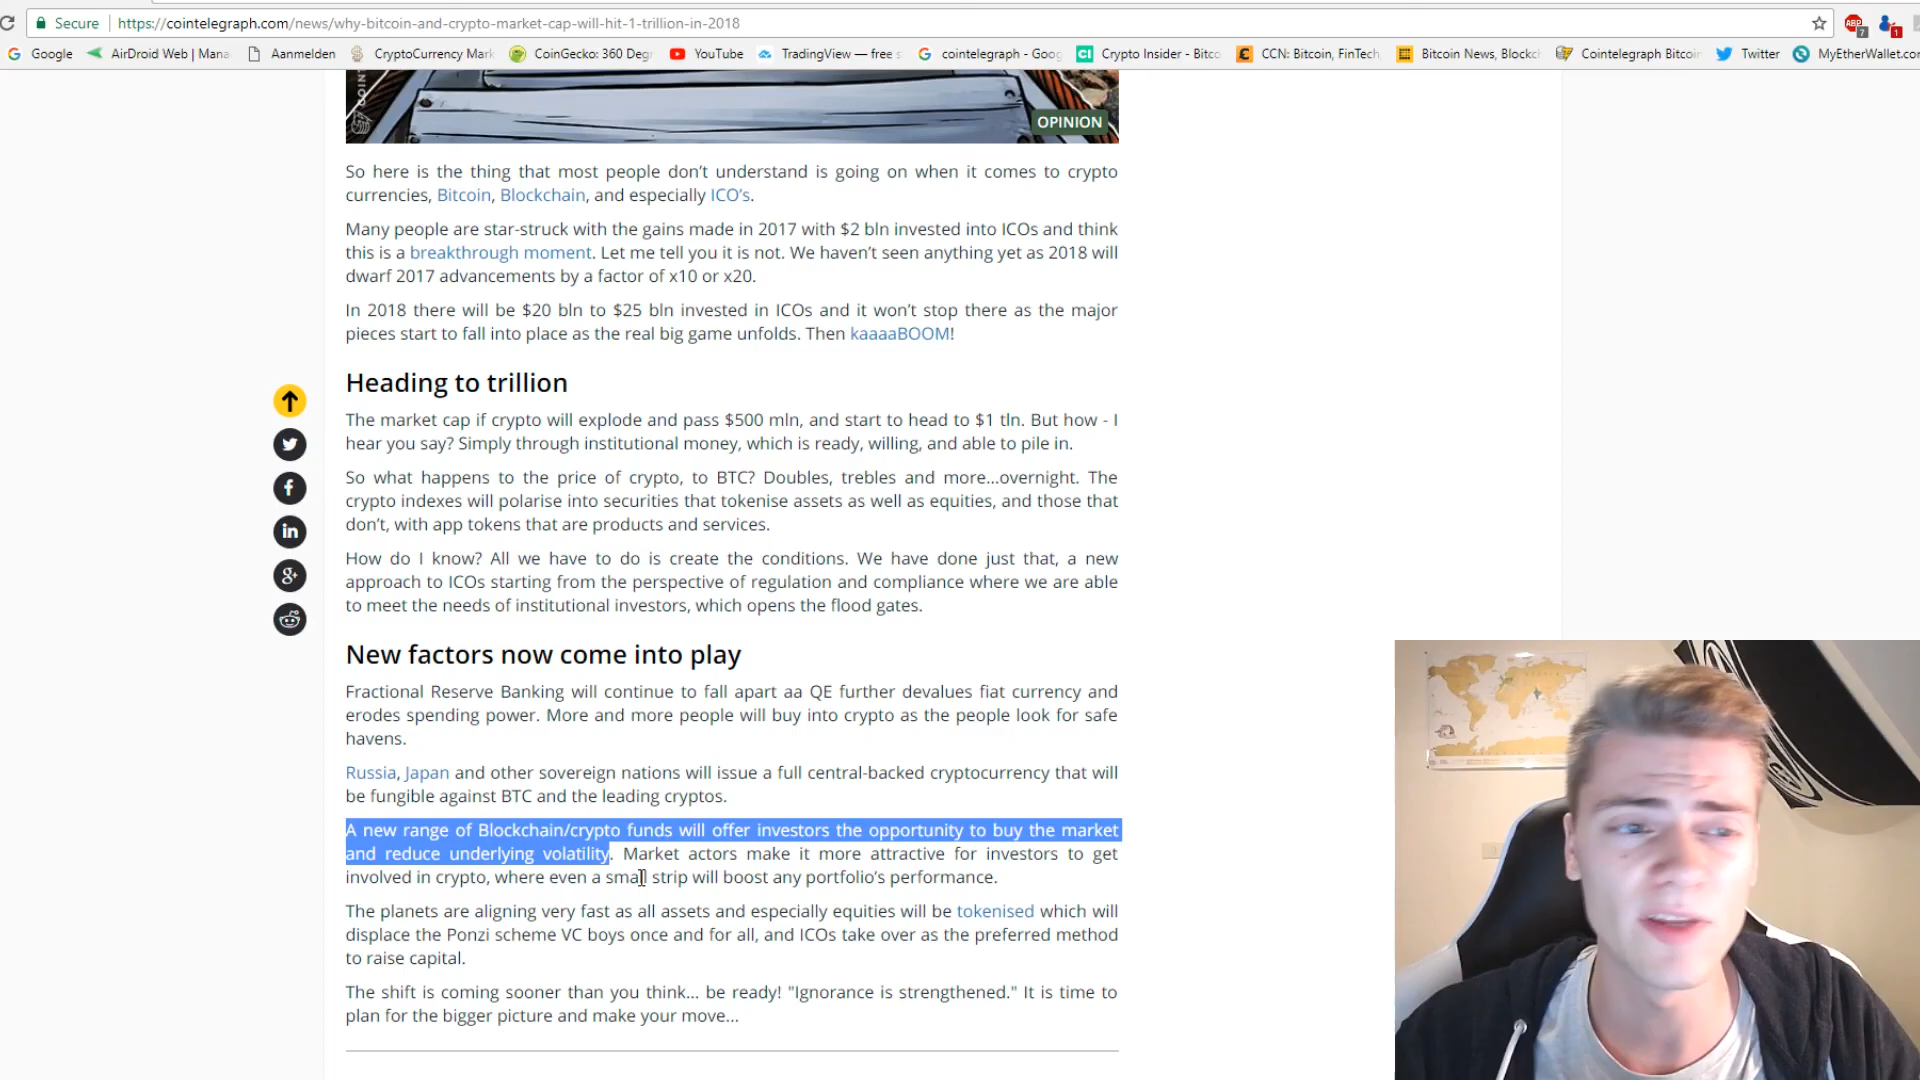 Secure https://cointelegraph.com/news/why-bitcoin-and-crypto-market-cap-will-hit-1-trillion-in-2018
Google AirDroid Web | Mana Aanmelden CryptoCurrency Mark CoinGecko: 360 Deg YouTube TradingView — free s cointelegraph - Goog Crypto Insider - Bitco CCN: Bitcoin, FinTech, Bitcoin News, Blockc Cointelegraph Bitcoin Twitter MyEtherWallet.com
OPINION
So here is the thing that most people don’t understand is going on when it comes to crypto
currencies, Bitcoin, Blockchain, and especially ICO’s.
Many people are star-struck with the gains made in 2017 with $2 bln invested into ICOs and think
this is a breakthrough moment. Let me tell you it is not. We haven’t seen anything yet as 2018 will
dwarf 2017 advancements by a factor of x10 or x20.
In 2018 there will be $20 bln to $25 bln invested in ICOs and it won’t stop there as the major
pieces start to fall into place as the real big game unfolds. Then kaaaaBOOM!
Heading to trillion
The market cap if crypto will explode and pass $500 mln, and start to head to $1 tln. But how - I
hear you say? Simply through institutional money, which is ready, willing, and able to pile in.
So what happens to the price of crypto, to BTC? Doubles, trebles and more...overnight. The
crypto indexes will polarise into securities that tokenise assets as well as equities, and those that
don’t, with app tokens that are products and services.
How do I know? All we have to do is create the conditions. We have done just that, a new
approach to ICOs starting from the perspective of regulation and compliance where we are able
to meet the needs of institutional investors, which opens the flood gates.
New factors now come into play
Fractional Reserve Banking will continue to fall apart aa QE further devalues fiat currency and
erodes spending power. More and more people will buy into crypto as the people look for safe
havens.
Russia, Japan and other sovereign nations will issue a full central-backed cryptocurrency that will
be fungible against BTC and the leading cryptos.
A new range of Blockchain/crypto funds will offer investors the opportunity to buy the market
and reduce underlying volatility. Market actors make it more attractive for investors to get
involved in crypto, where even a small strip will boost any portfolio’s performance.
The planets are aligning very fast as all assets and especially equities will be tokenised which will
displace the Ponzi scheme VC boys once and for all, and ICOs take over as the preferred method
to raise capital.
The shift is coming sooner than you think... be ready! "Ignorance is strengthened." It is time to
plan for the bigger picture and make your move...